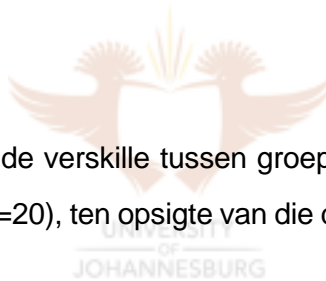 de verskille tussen groep
=20), ten opsigte van die
UNIVERSITY
OF
JOHANNESBURG